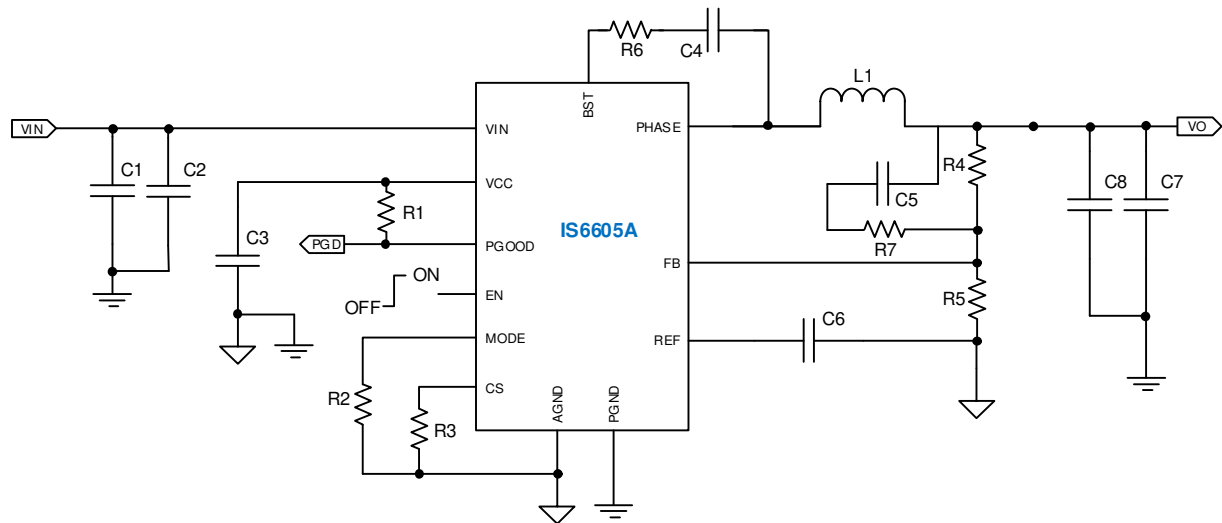 R6
C4
L1
BST
VIN
VIN
PHASE
VO
C1
C2
R4
VCC
C5
C8
C7
R1
IS6605A
C3
PGD
PGOOD
R7
FB
ON
EN
OFF
R5
C6
MODE
REF
CS
R2
R3
AGND
PGND